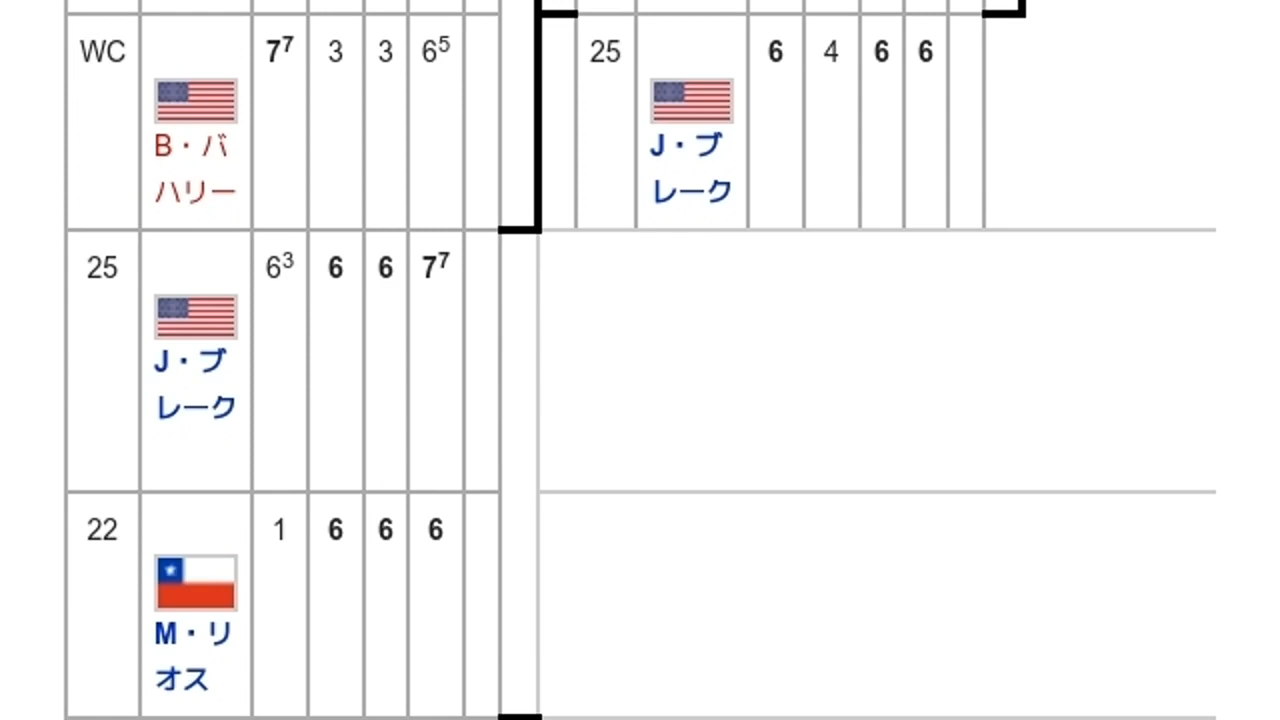 WC 7⁷ 3 3 6⁵
B・バ
ハリー
25 6 4 6 6
J・ブ
レーク
25 6³ 6 6 7⁷
J・ブ
レーク
22 1 6 6 6
M・リ
オス